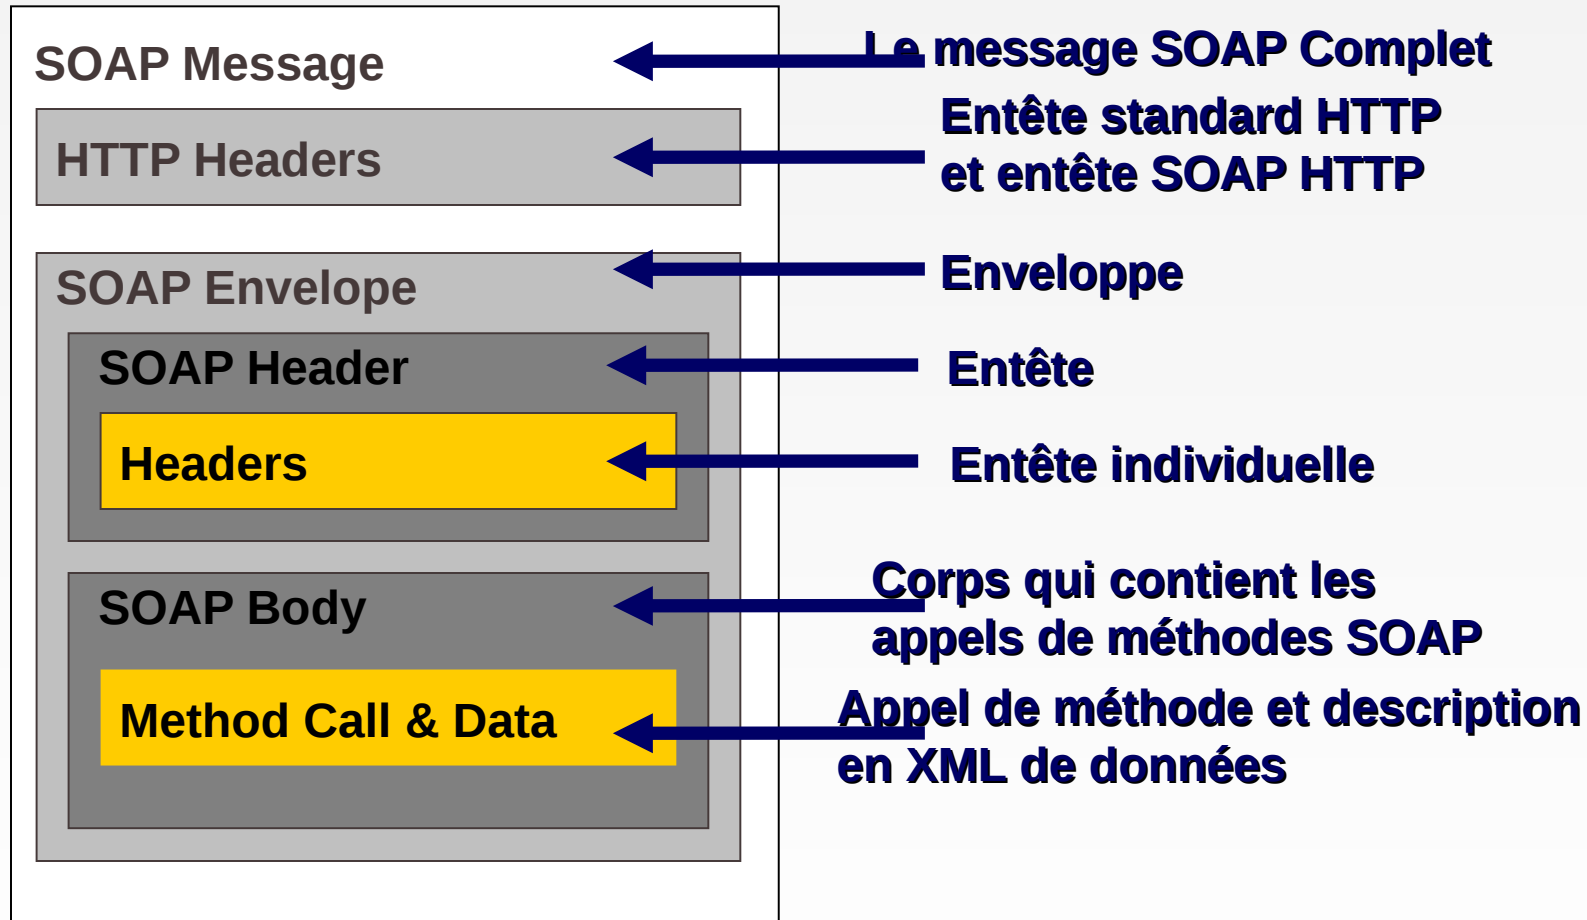 SOAP Message
Le message SOAP Complet
HTTP Headers
Entête standard HTTP
et entête SOAP HTTP
SOAP Envelope
Enveloppe
SOAP Header
Entête
Headers
Entête individuelle
SOAP Body
Corps qui contient les
appels de méthodes SOAP
Method Call & Data
Appel de méthode et description
en XML de données